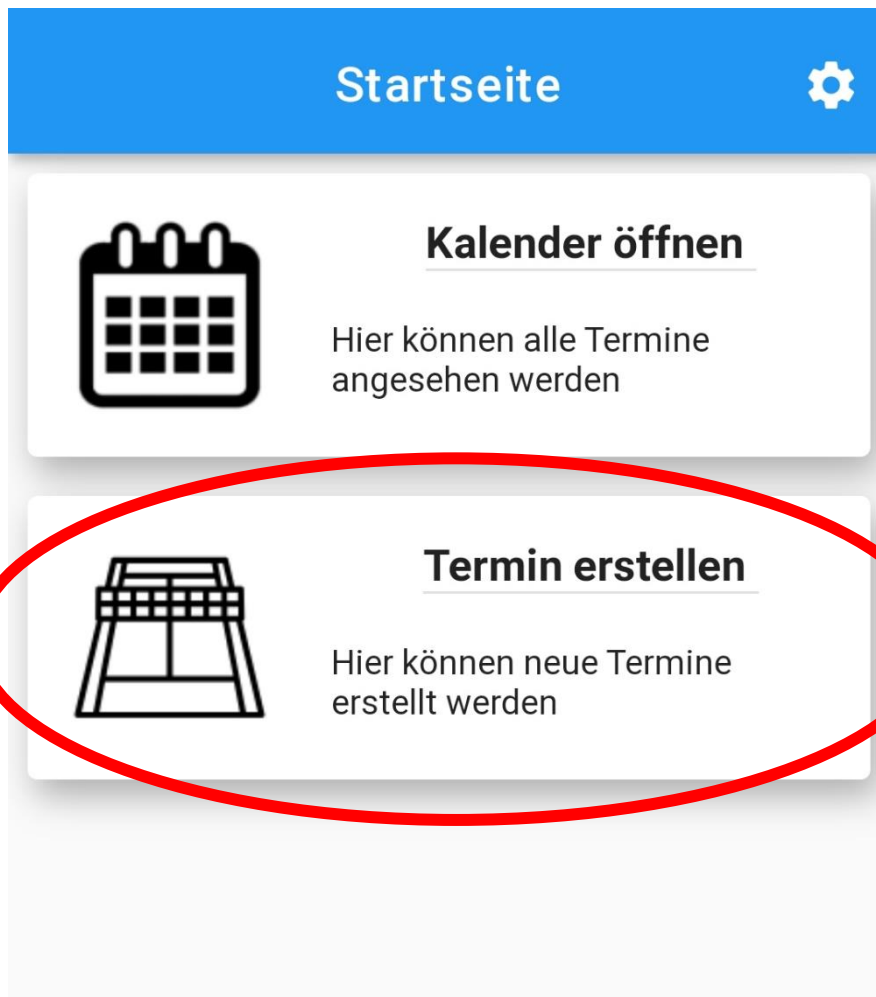 Startseite
Kalender öffnen
Hier können alle Termine
angesehen werden
Termin erstellen
Hier können neue Termine
erstellt werden